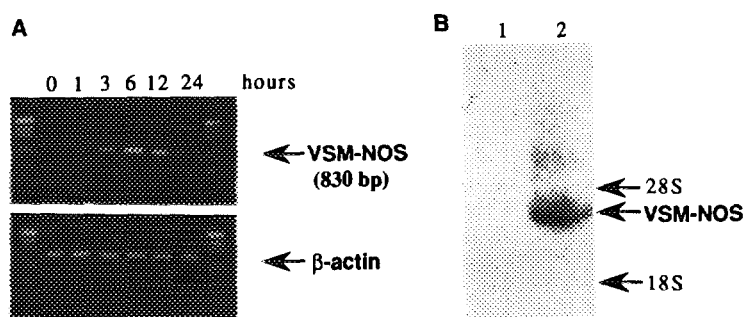 A
0 1 3 6 12 24 hours
VSM-NOS
(830 bp)
β-actin
B
1 2
28S
VSM-NOS
18S